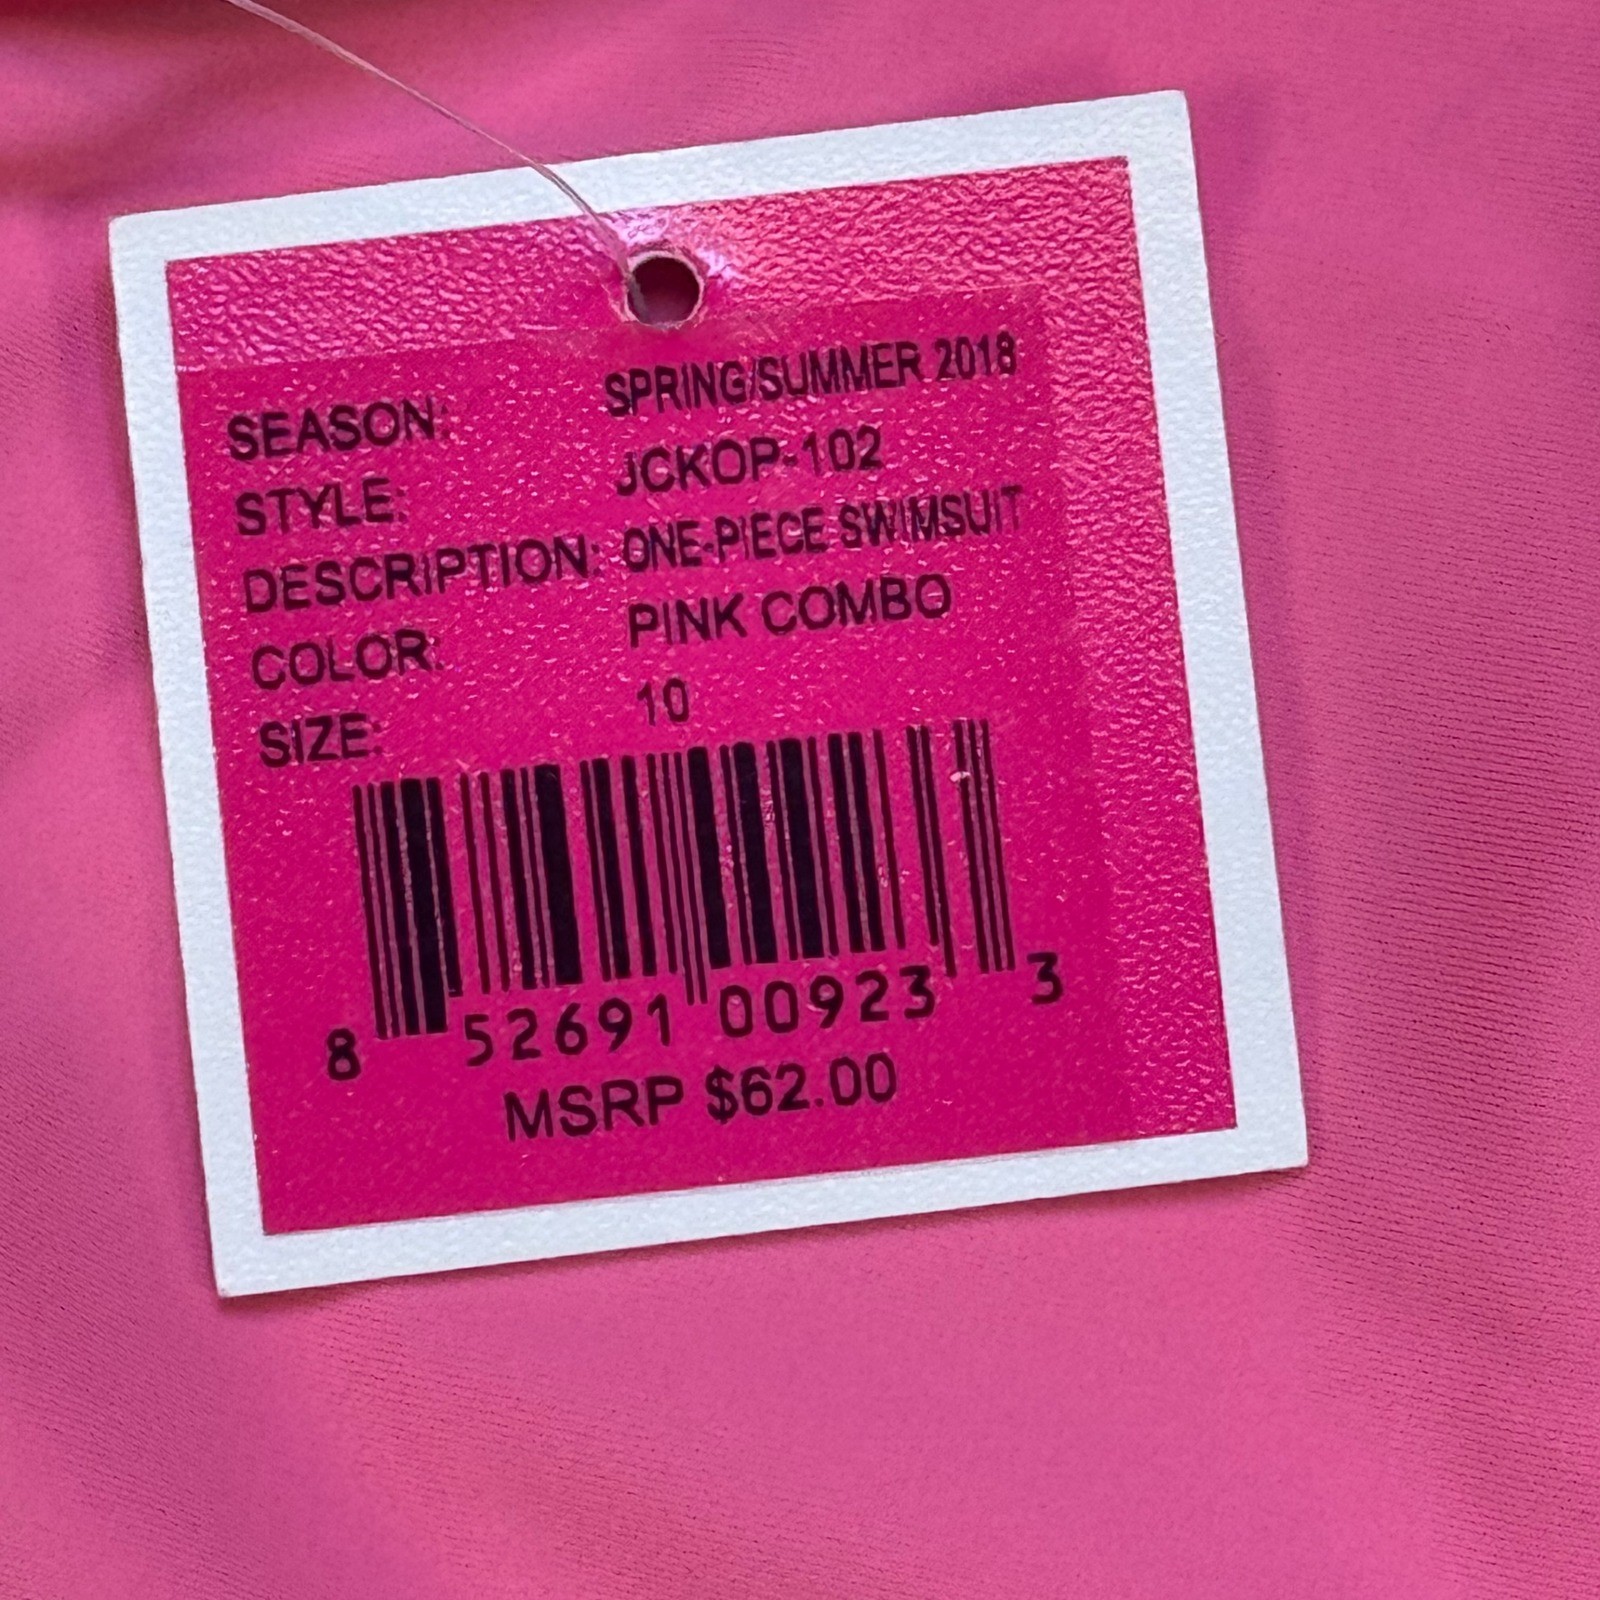 SEASON: SPRING/SUMMER 2018
STYLE: JCKOP-102
DESCRIPTION: ONE-PIECE SWIMSUIT
COLOR: PINK COMBO
SIZE: 10
8 52691 00923 3
MSRP $62.00